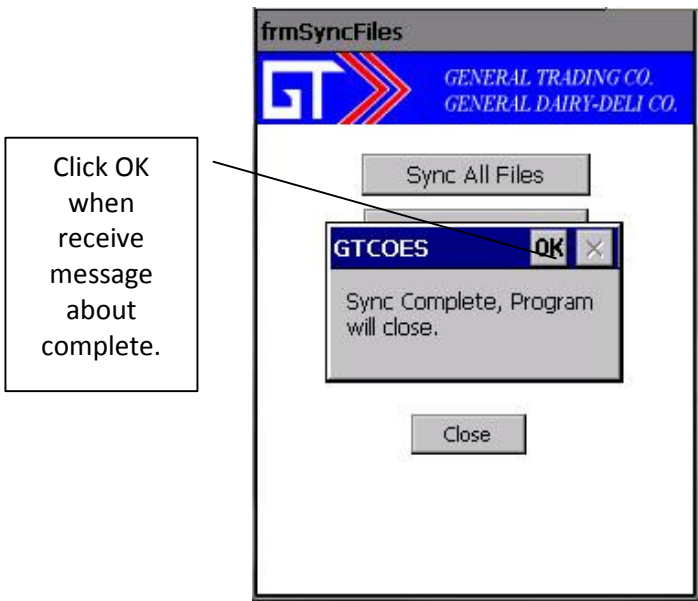 frmSyncFiles
GT
GENERAL TRADING CO.
GENERAL DAIRY-DELI CO.
Click OK
when
receive
message
about
complete.
Sync All Files
GTCOES
OK
Sync Complete, Program
will close.
Close